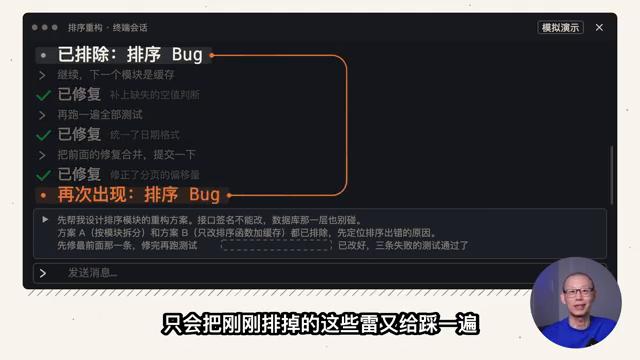 排序重构·终端会话
模拟演示
已排除：排序 Bug
继续，下一个模块是缓存
已修复 补上缺失的空值判断
再跑一遍全部测试
已修复 统一了日期格式
把前面的修复合并，提交一下
已修复 修正了分页的偏移量
再次出现：排序 Bug
先帮我设计排序模块的重构方案。接口签名不能改，数据库那一层也别碰。
方案 A（按模块拆分）和方案 B（只改排序函数加缓存）都已排除，先定位排序出错的原因。
先修最前面那一条，修完再跑测试 已改好，三条失败的测试通过了
发送消息...
只会把刚刚排掉的这些雷又给踩一遍